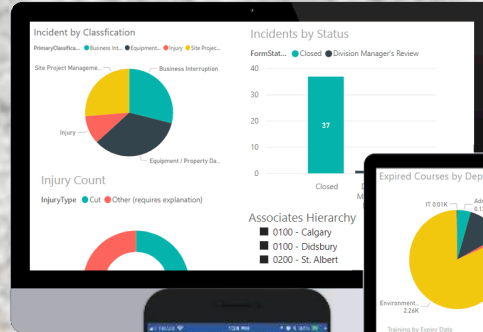 Incident by Classfication
PrimaryClassifica... Business Int... Equipment... Injury Site Projec...
Site Project Manageme...
Business Interruption
Injury
Equipment / Property Da...
Incidents by Status
FormStat... Closed Division Manager's Review
40
30
20
10
0
37
Closed
Injury Count
InjuryType Cut Other (requires explanation)
Associates Hierarchy
0100 - Calgary
0100 - Didsbury
0200 - St. Albert
Expired Courses by Dep
IT 0.01K
Environment...
2.26K
Training by Expiry Date